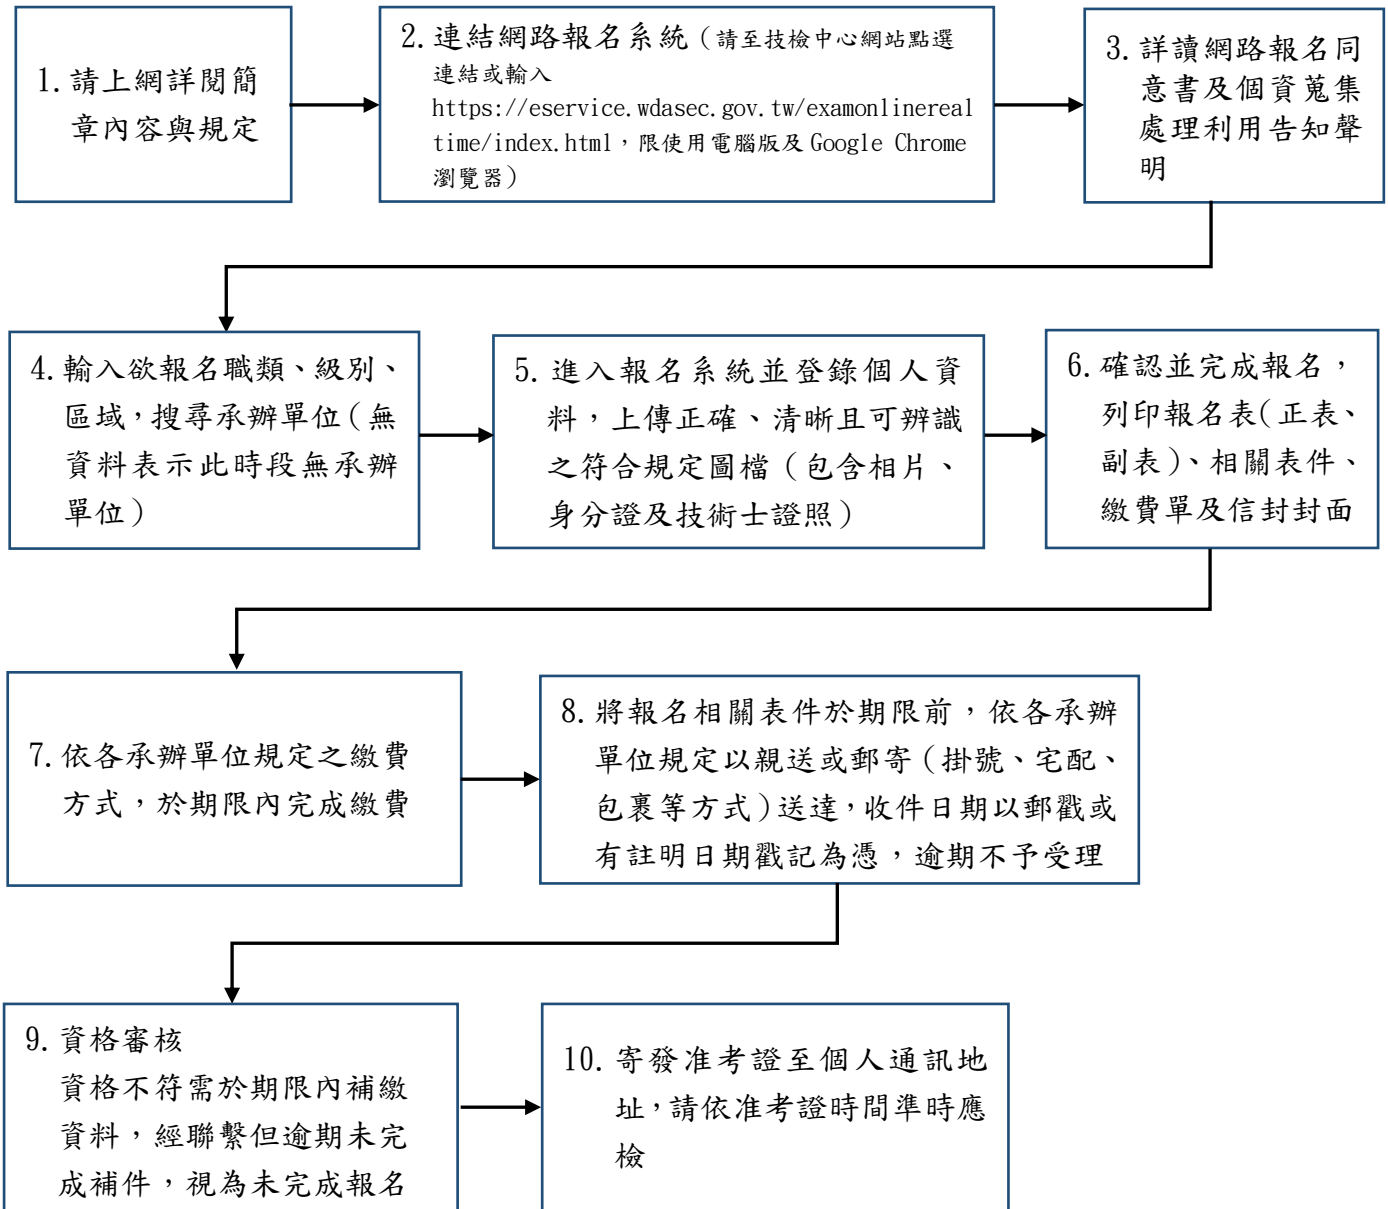 1.請上網詳閱簡
章內容與規定
2.連結網路報名系統（請至技檢中心網站點選
連結或輸入
https://eservice.wdasec.gov.tw/examonlinereal
time/index.html，限使用電腦版及 Google Chrome
瀏覽器）
3.詳讀網路報名同
意書及個資蒐集
處理利用告知聲
明
4.輸入欲報名職類、級別、
區域，搜尋承辦單位（無
資料表示此時段無承辦
單位）
5.進入報名系統並登錄個人資
料，上傳正確、清晰且可辨識
之符合規定圖檔（包含相片、
身分證及技術士證照）
6.確認並完成報名，
列印報名表(正表、
副表)、相關表件、
繳費單及信封封面
7.依各承辦單位規定之繳費
方式，於期限內完成繳費
8.將報名相關表件於期限前，依各承辦
單位規定以親送或郵寄（掛號、宅配、
包裹等方式）送達，收件日期以郵戳或
有註明日期戳記為憑，逾期不予受理
9.資格審核
資格不符需於期限內補繳
資料，經聯繫但逾期未完
成補件，視為未完成報名
10.寄發准考證至個人通訊地
址，請依准考證時間準時應
檢